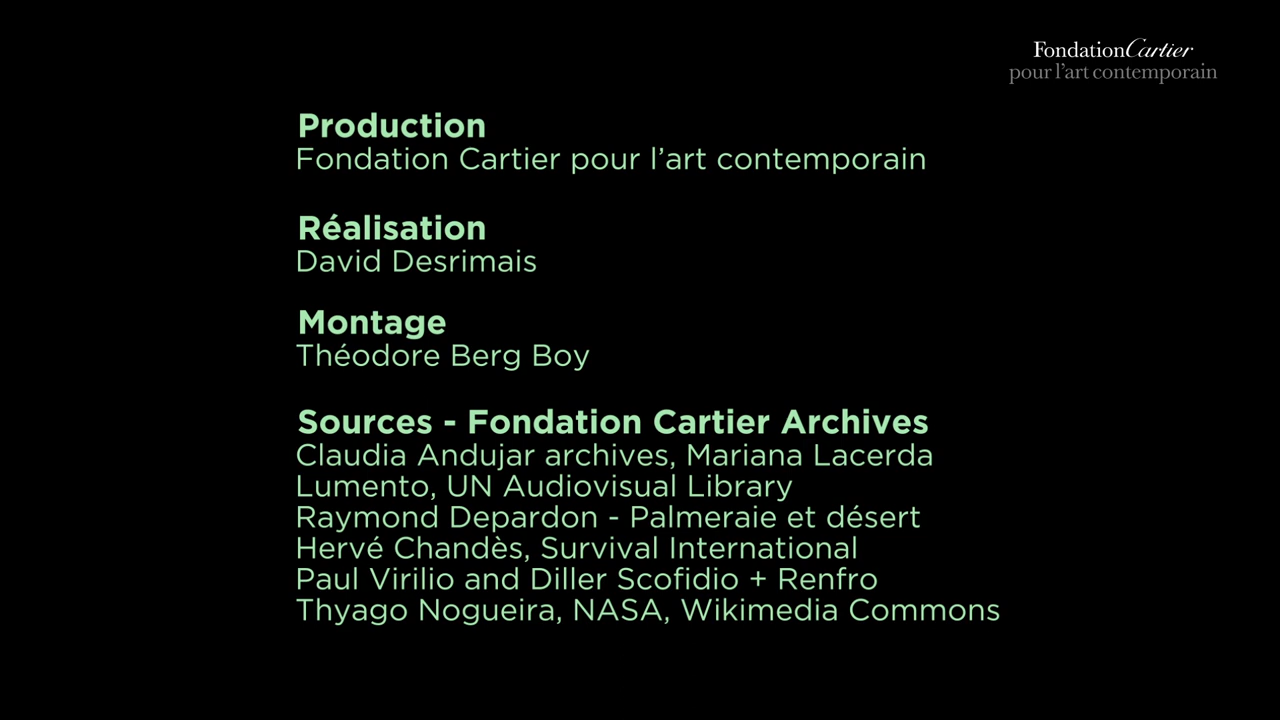 FondationCartier
pour l'art contemporain
Production
Fondation Cartier pour l’art contemporain
Réalisation
David Desrimais
Montage
Théodore Berg Boy
Sources - Fondation Cartier Archives
Claudia Andujar archives, Mariana Lacerda
Lumento, UN Audiovisual Library
Raymond Depardon - Palmeraie et désert
Hervé Chandès, Survival International
Paul Virilio and Diller Scofidio + Renfro
Thyago Nogueira, NASA, Wikimedia Commons